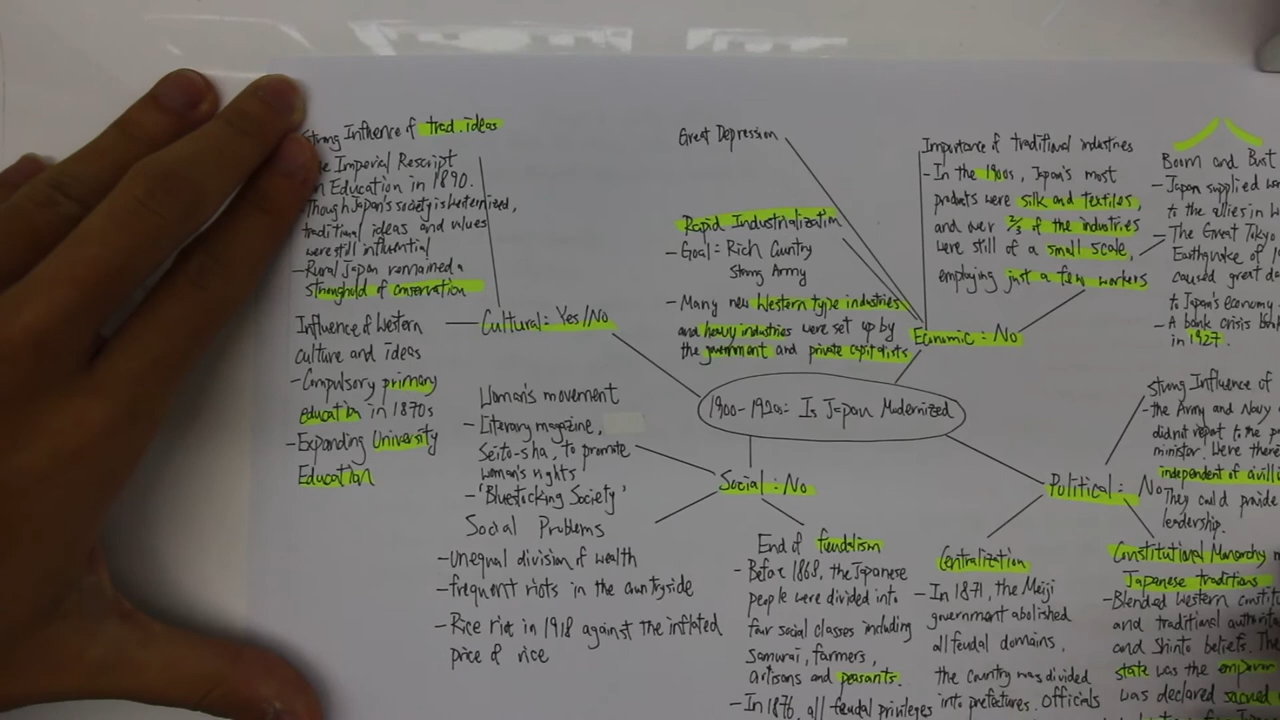 Strong Influence of trad. ideas
Imperial Rescript
on Education in 1890.
-Though Japan's society is westernized,
traditional ideas and values
were still influential
-Rural Japan remained a
stronghold of conservation
Influence of Western
culture and ideas
-Compulsory primary
education in 1870s
-Expanding University
Education
Cultural: Yes/No
Great Depression
Rapid Industrialization
-Goal: Rich Country
Strong Army
-Many new Western type industries
and heavy industries were set up by
the government and private capitalists
Importance of traditional industries
-In the 1900s, Japan's most
products were silk and textiles,
and over 2/3 of the industries
were still of a small scale,
employing just a few workers
Boom and Bust
-Japan supplied
to the allies in
-The Great Tokyo
Earthquake of
caused great
to Japan's economy
-A bank crisis
in 1927.
Economic: No
1900-1920s: Is Japan Modernized
Woman's movement
-Literary magazine,
Seito-sha, to promote
woman's rights
-'Bluestocking Society'
Social Problems
-unequal division of wealth
-frequent riots in the countryside
-Rice riot in 1918 against the inflated
price of rice
Social: No
End of feudalism
-Before 1868, the Japanese
people were divided into
four social classes including
Samurai, farmers,
artisons and peasants.
-In 1876, all feudal privileges
Political: No
Centralization
-In 1871, the Meiji
government abolished
all feudal domains,
the country was divided
into prefectures. Officials
Strong Influence of
-the Army and Navy
didn't report to the
minister. Were
independent of
They could provide
leadership.
Constitutional Monarchy
Japanese traditions
-Blended Western
and traditional
and Shinto beliefs. The
state was the emperor
was declared sacred